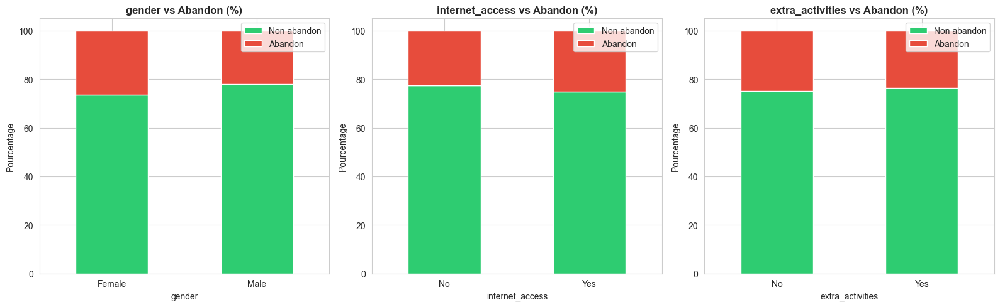 gender vs Abandon (%)
Non abandon
Abandon
100
80
60
40
20
0
Pourcentage
Female
Male
gender
internet_access vs Abandon (%)
Non abandon
Abandon
100
80
60
40
20
0
Pourcentage
No
Yes
internet_access
extra_activities vs Abandon (%)
Non abandon
Abandon
100
80
60
40
20
0
Pourcentage
No
Yes
extra_activities